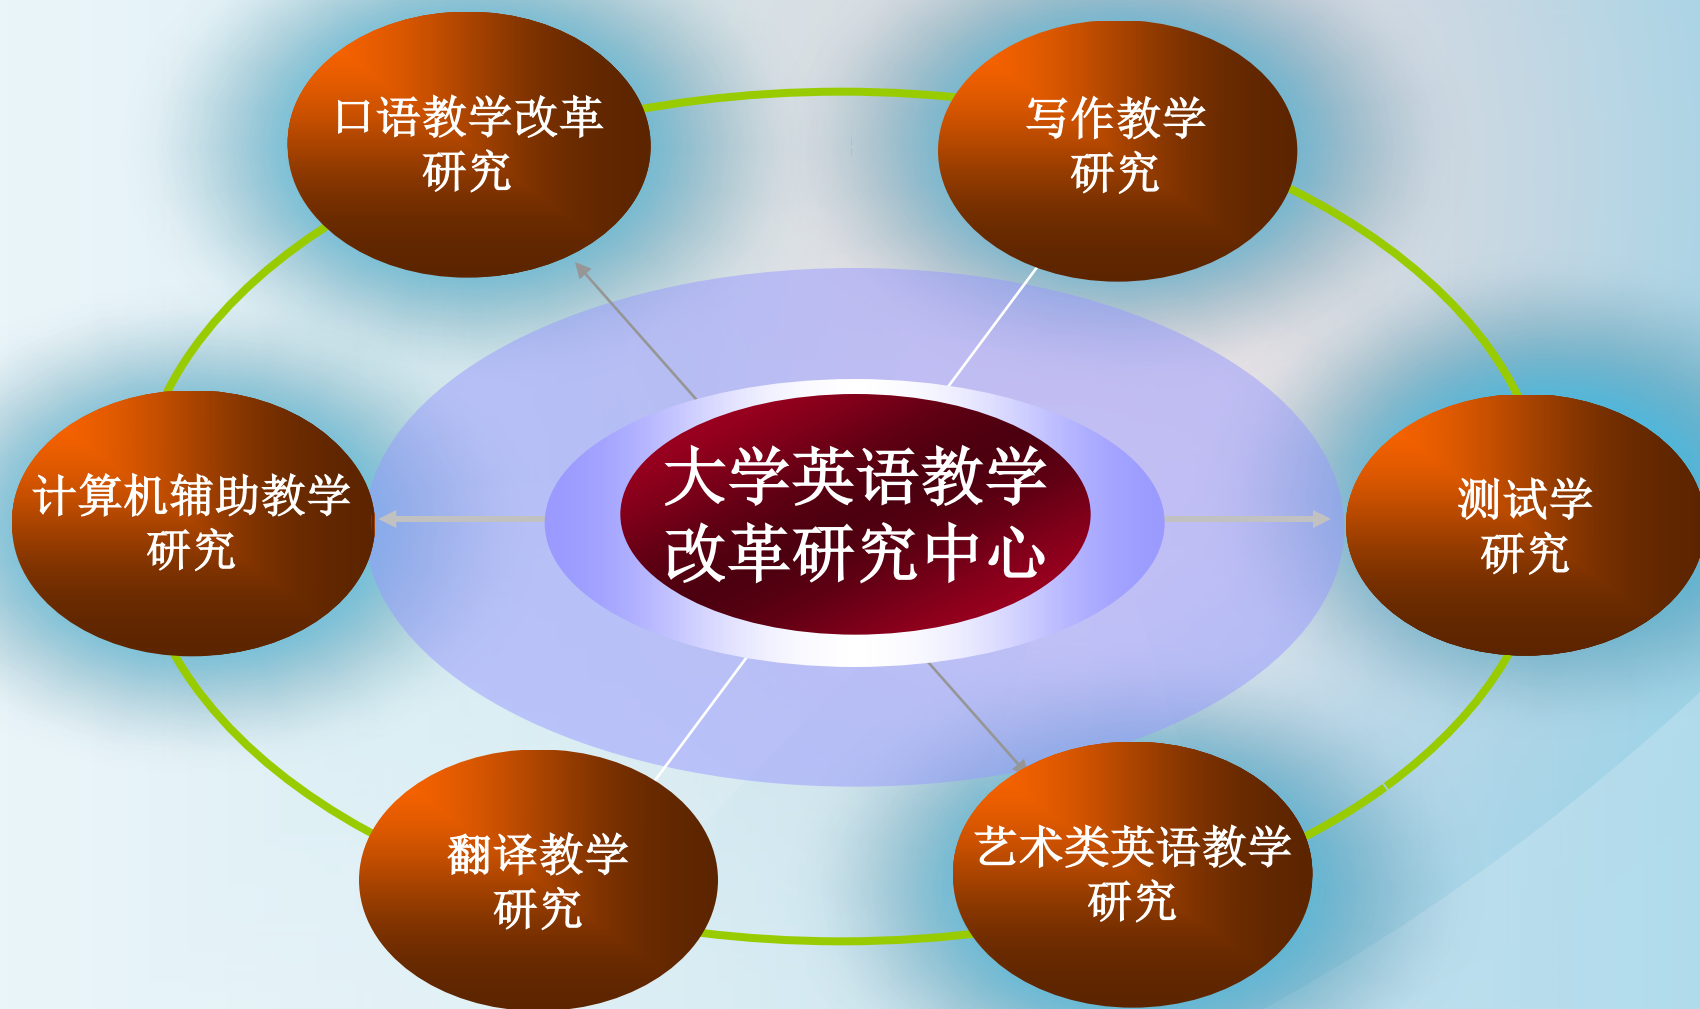 口语教学改革
研究
写作教学
研究
计算机辅助教学
研究
大学英语教学
改革研究中心
测试学
研究
翻译教学
研究
艺术类英语教学
研究